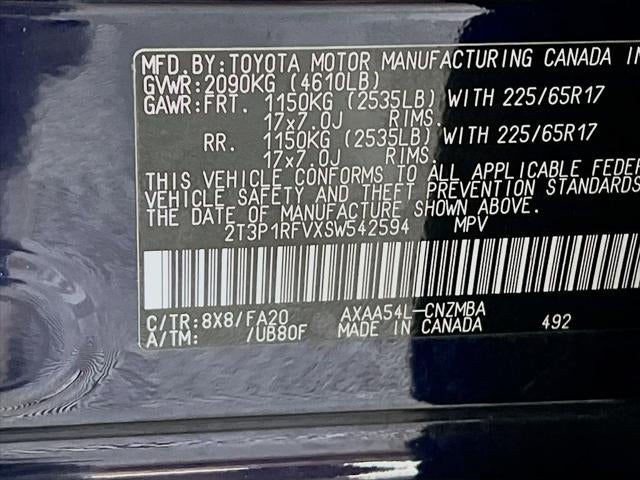 MFD.BY:TOYOTA MOTOR MANUFACTURING CANADA IN
GVWR:2090KG (4610LB)
GAWR:FRT. 1150KG (2535LB) WITH 225/65R17
17x7.0J RIMS.
RR. 1150KG (2535LB) WITH 225/65R17
17x7.0J RIMS.
THIS VEHICLE CONFORMS TO ALL APPLICABLE FEDER
VEHICLE SAFETY AND THEFT PREVENTION STANDARDS
THE DATE OF MANUFACTURE SHOWN ABOVE.
2T3P1RFVXSW542594 MPV
C/TR:8X8/FA20 AXAA54L-CNZMBA 492
A/TM: /UB80F MADE IN CANADA